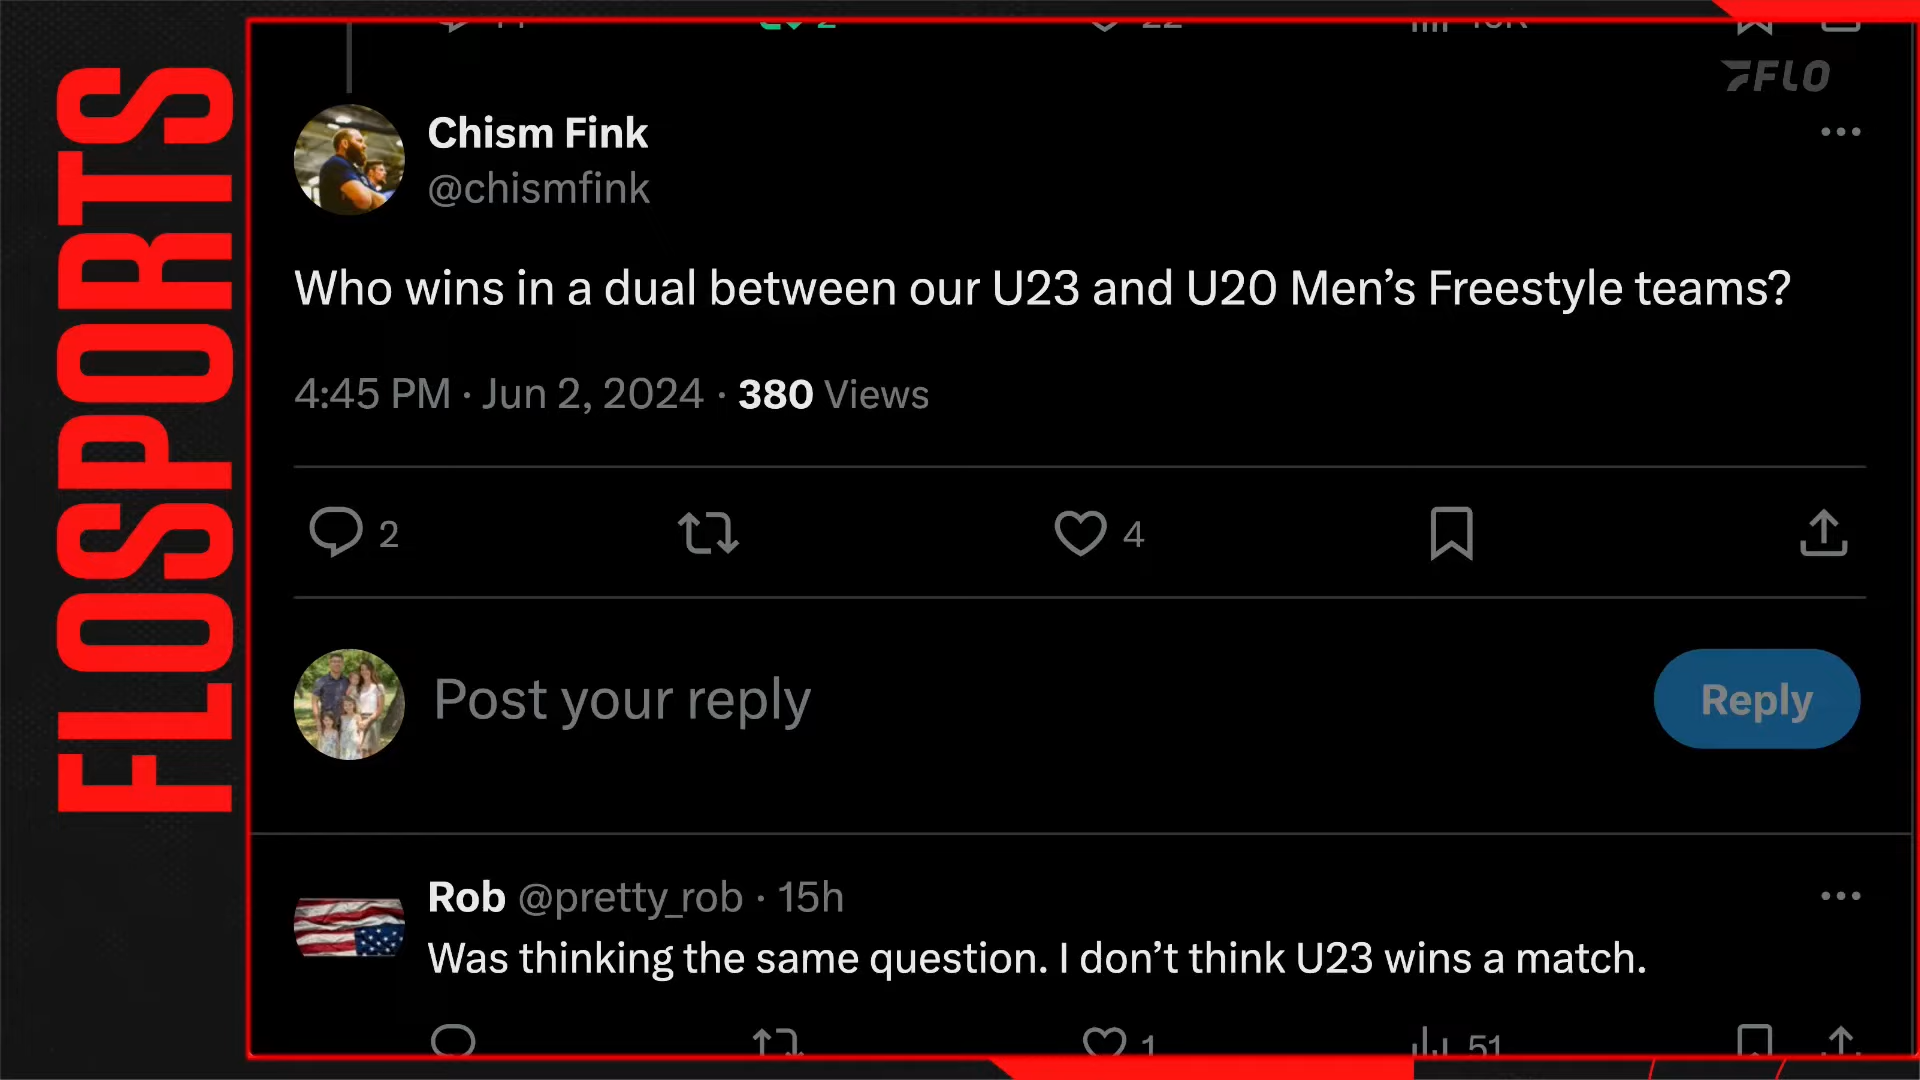 FLOSPORTS
22
FLO
Chism Fink
@chismfink
Who wins in a dual between our U23 and U20 Men’s Freestyle teams?
4:45 PM · Jun 2, 2024 · 380 Views
2
4
Post your reply
Reply
Rob @pretty_rob · 15h
Was thinking the same question. I don’t think U23 wins a match.
1
51